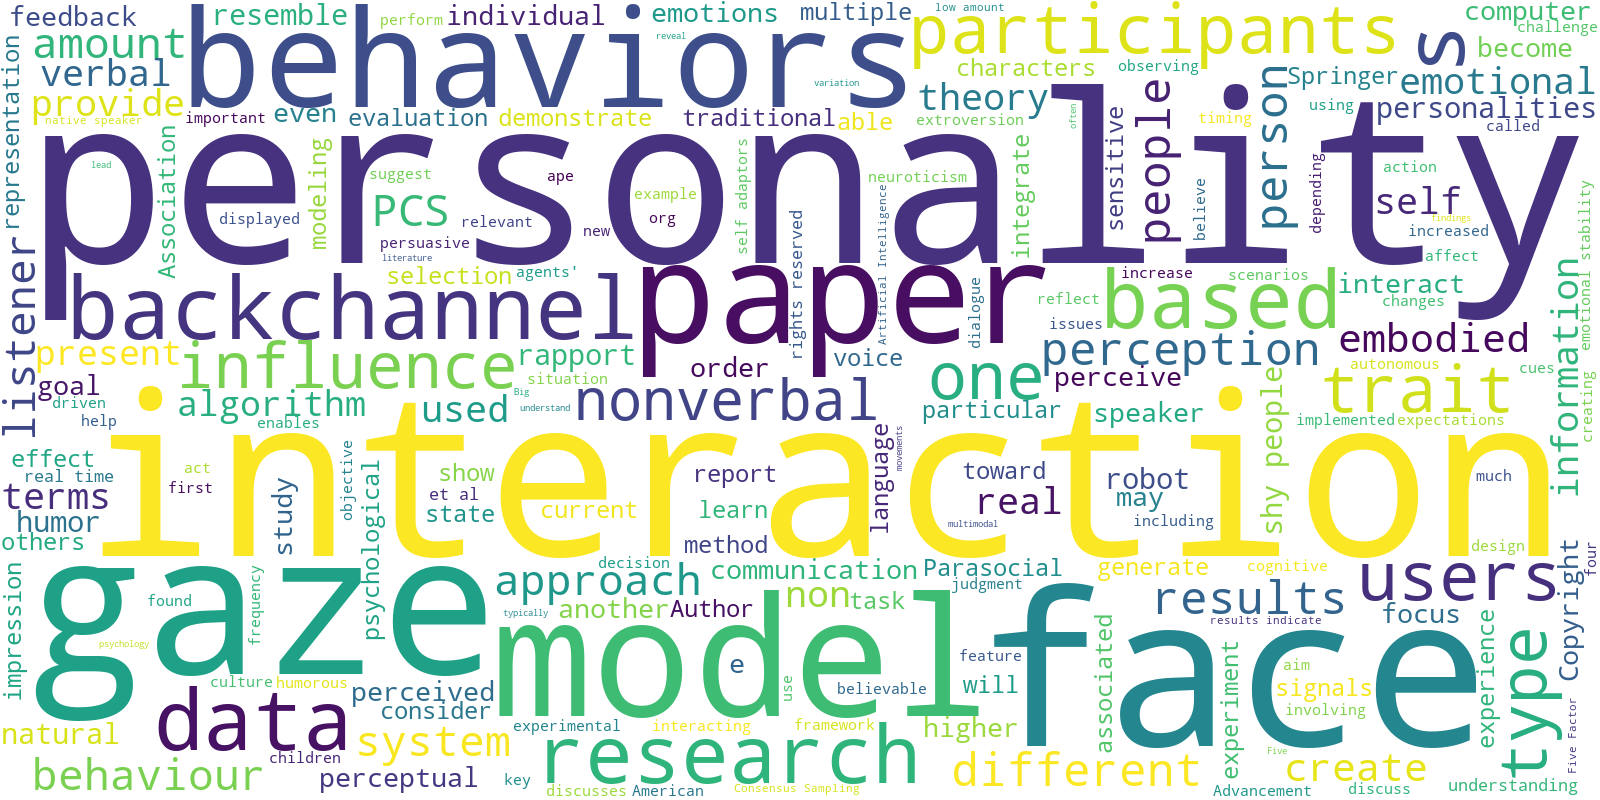 feedback
resemble
perform
individual
emotions
multiple
low amount
participants
computer
challenge
amount
behaviors
reveal
s
become
verbal
variation
characters
observing
Springer
emotional
provide
theory
personalities
native speaker
important
even
evaluation
demonstrate
traditional
able
extroversion
timing
using
called
representation
Association
modeling
personality
lead
suggest
ape
self adaptors
neuroticism
integrate
sensitive
people
person
often
action
PCS
example
self
displayed
relevant
org
believe
depending
findings
persuasive
new
increased
literature
affect
listener
backchannel
selection
agents'
paper
rights reserved
Artificial Intelligence
dialogue
increase
scenarios
interact
reflect
based
changes
issues
information
emotional stability
present
influence
rapport
order
voice
perception
embodied
goal
situation
one
perceive
autonomous
cues
driven
algorithm
Big
used
understand
nonverbal
particular
speaker
shy people
trait
creating
help
enables
implemented
expectations
effect
interaction
real time
act
show
report
toward
robot
much
terms
first
et al
language
movements
real
may
humor
study
objective
psychological
state
current
learn
multimodal
including
others
method
design
impression
decision
communication
Parasocial
generate
cognitive
four
gaze
found
frequency
approach
judgment
users
Copyright
typically
another
Author
non
task
results
focus
psychology
model
face
results indicate
e
feature
associated
experiment
aim
experience
type
culture
humorous
perceived
use
believable
will
signals
natural
data
consider
involving
experimental
interacting
framework
higher
Five Factor
children
system
research
Five
behaviour
perceptual
key
different
create
discusses
American
Consensus Sampling
Advancement
discuss
understanding